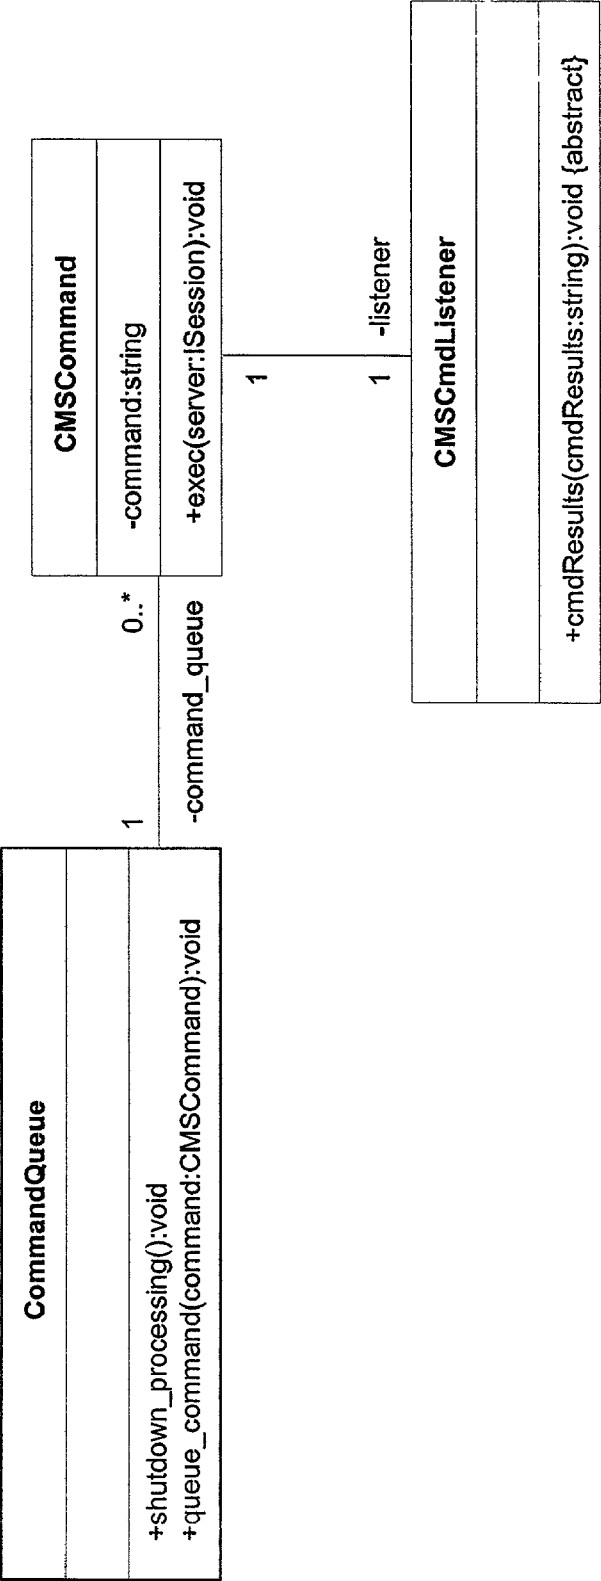 CommandQueue
+shutdown_processing():void
+queue_command(command:CMSCommand):void
1
0..*
-command_queue
CMSCommand
-command:string
+exec(server:ISession):void
1
1
-listener
CMSCmdListener
+cmdResults(cmdResults:string):void {abstract}